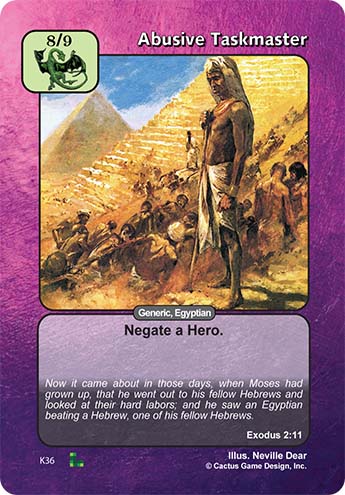 8/9
Abusive Taskmaster
Generic, Egyptian
Negate a Hero.
Now it came about in those days, when Moses had
grown up, that he went out to his fellow Hebrews and
looked at their hard labors; and he saw an Egyptian
beating a Hebrew, one of his fellow Hebrews.
Exodus 2:11
Illus. Neville Dear
K36
© Cactus Game Design, Inc.